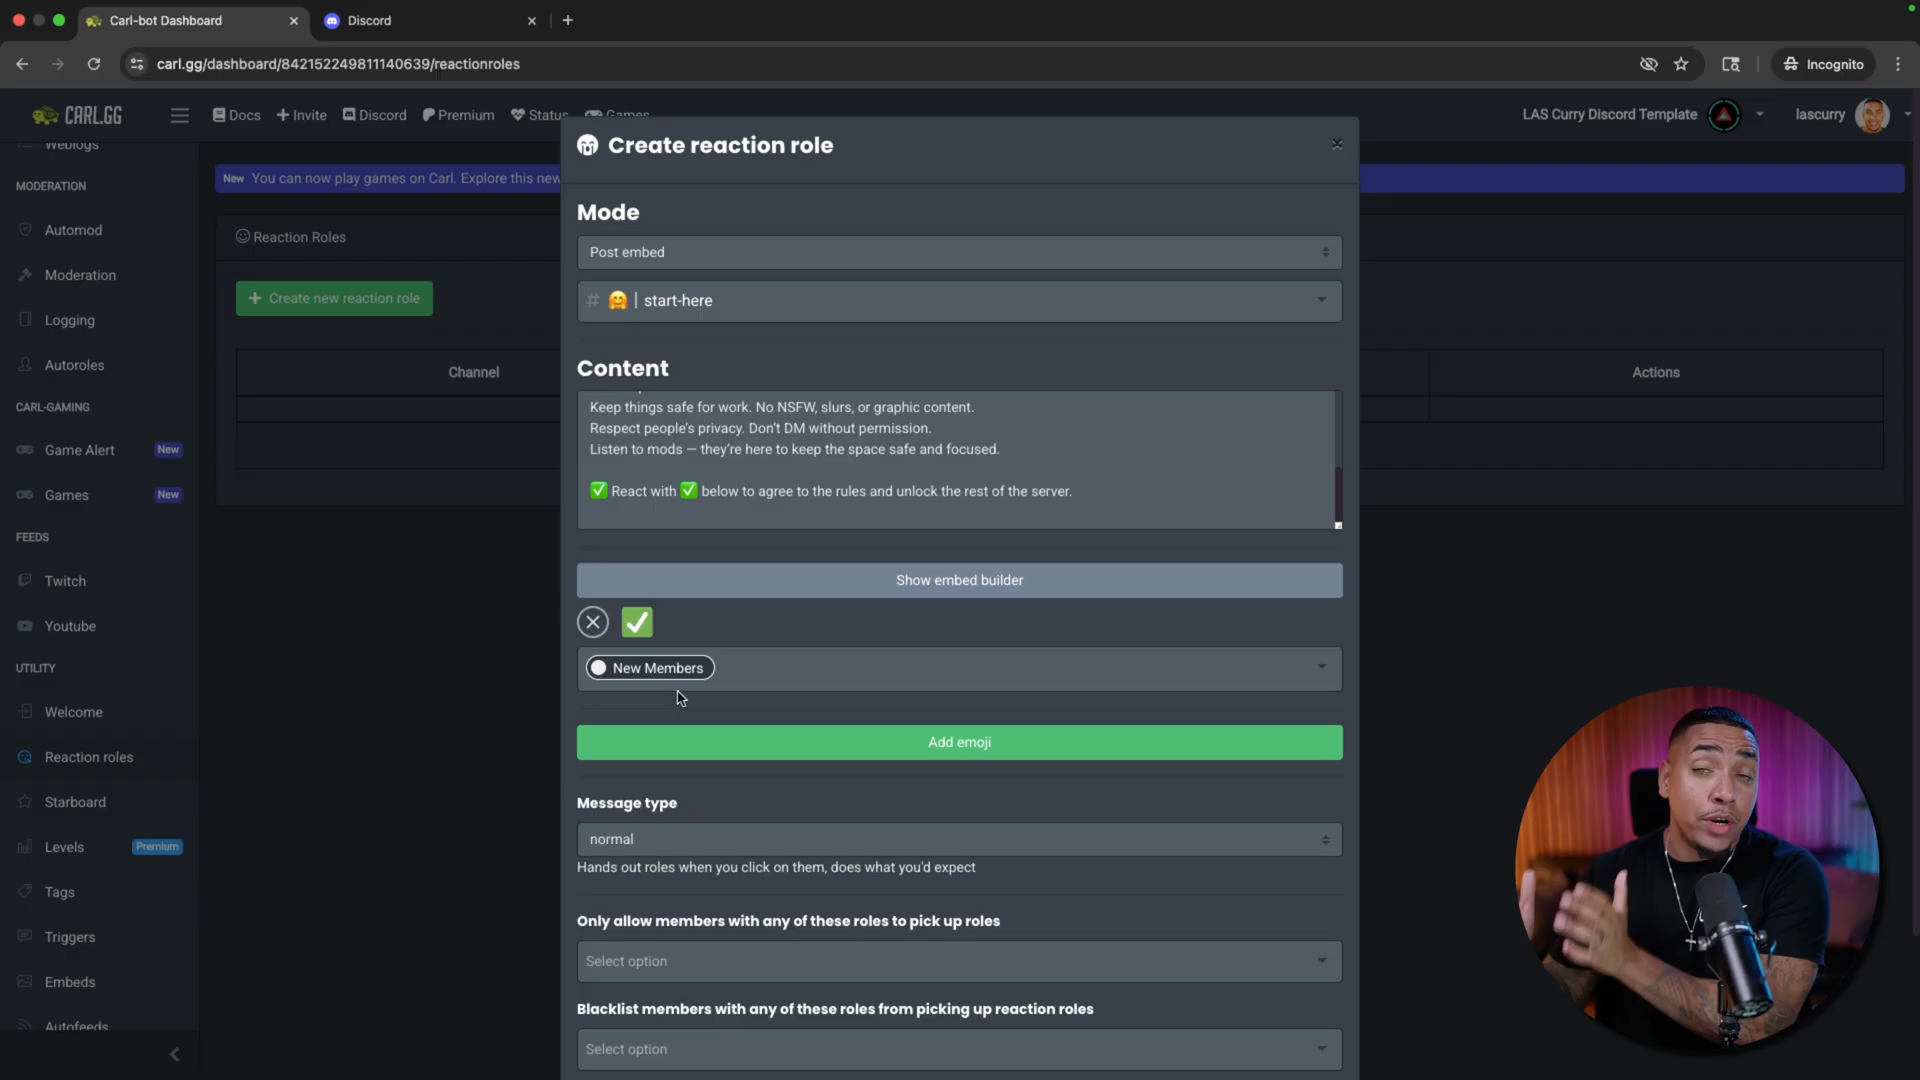 Carl-bot Dashboard
Discord
carl.gg/dashboard/842152249811140639/reactionroles
Incognito
CARL.GG
Docs
Invite
Discord
Premium
Status
Games
LAS Curry Discord Template
lascurry
Weblogs
MODERATION
Automod
Moderation
Logging
Autoroles
CARL-GAMING
Game Alert New
Games New
FEEDS
Twitch
Youtube
UTILITY
Welcome
Reaction roles
Starboard
Levels Premium
Tags
Triggers
Embeds
Autofeeds
New You can now play games on Carl. Explore this new
Reaction Roles
+ Create new reaction role
Channel
Actions
Create reaction role
×
Mode
Post embed
# 🤗 | start-here
Content
Keep things safe for work. No NSFW, slurs, or graphic content.
Respect people’s privacy. Don’t DM without permission.
Listen to mods — they’re here to keep the space safe and focused.
✅ React with ✅ below to agree to the rules and unlock the rest of the server.
Show embed builder
New Members
Add emoji
Message type
normal
Hands out roles when you click on them, does what you'd expect
Only allow members with any of these roles to pick up roles
Select option
Blacklist members with any of these roles from picking up reaction roles
Select option